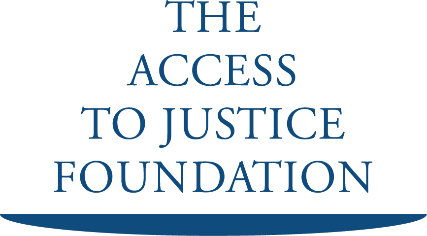 THE
ACCESS
TO JUSTICE
FOUNDATION